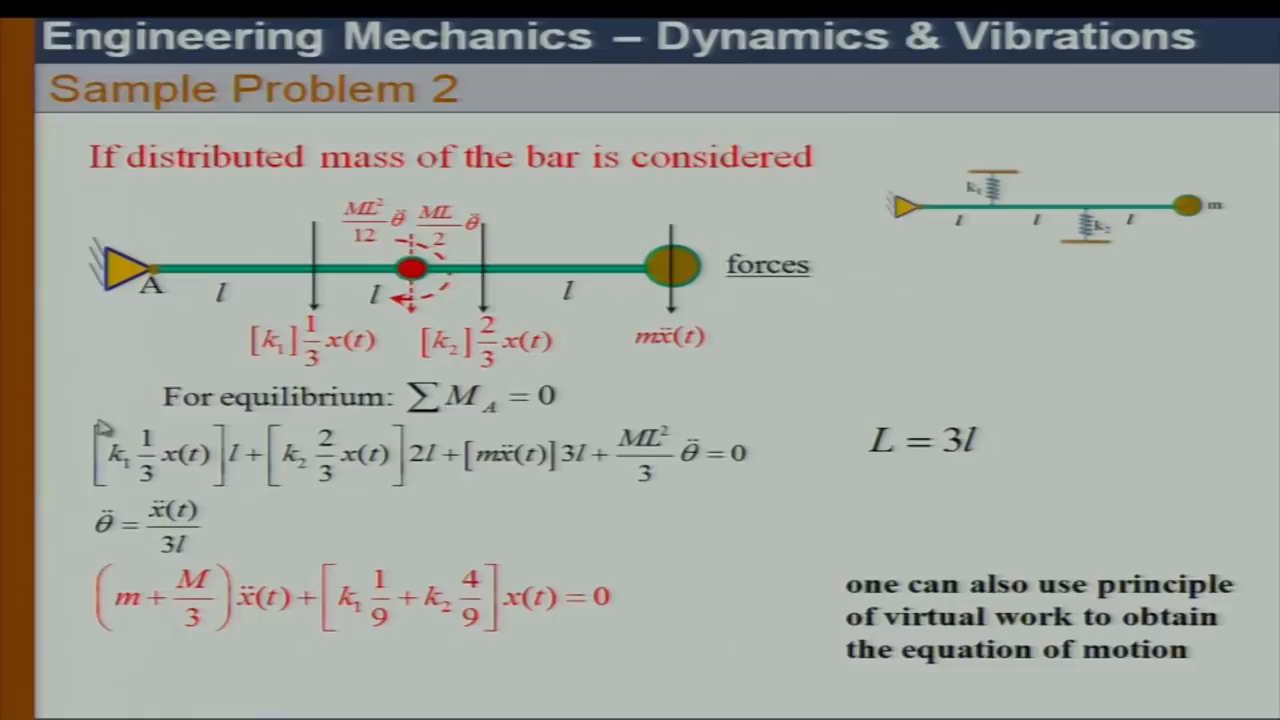 Engineering Mechanics – Dynamics & Vibrations
Sample Problem 2
If distributed mass of the bar is considered
k₁
l l l
k₂
m
ML²/12 θ̈ ML/2 θ̈
A
l l l
forces
[k₁] 1/3 x(t) [k₂] 2/3 x(t) mẍ(t)
For equilibrium: ∑M_A = 0
[k₁ 1/3 x(t)] l + [k₂ 2/3 x(t)] 2l + [mẍ(t)] 3l + ML²/3 θ̈ = 0
L = 3l
θ̈ = ẍ(t)/3l
(m + M/3) ẍ(t) + [k₁ 1/9 + k₂ 4/9] x(t) = 0
one can also use principle
of virtual work to obtain
the equation of motion